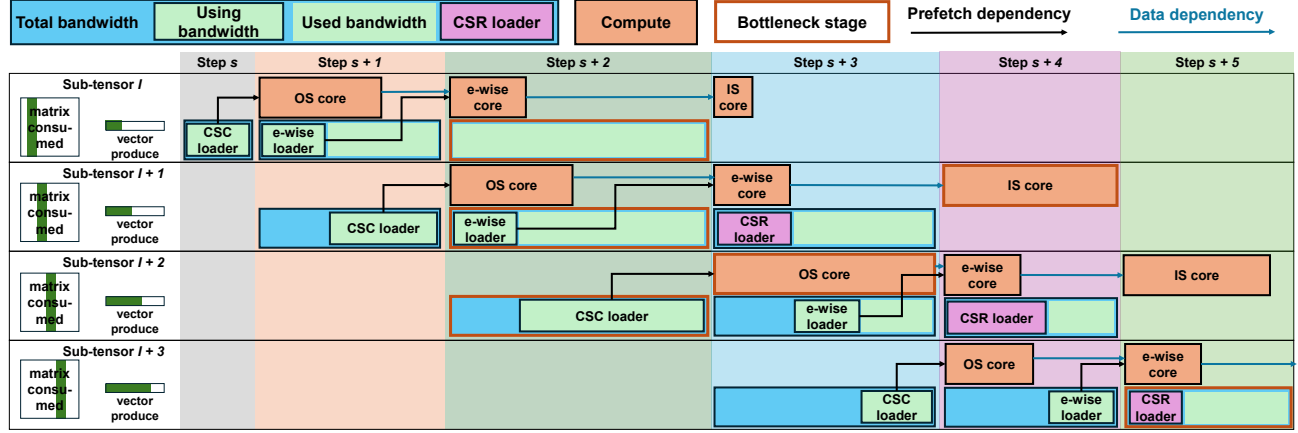 Total bandwidth
Using
bandwidth
Used bandwidth
CSR loader
Compute
Bottleneck stage
Prefetch dependency
Data dependency
Step s
Step s + 1
Step s + 2
Step s + 3
Step s + 4
Step s + 5
Sub-tensor I
matrix
consu-
med
vector
produce
CSC
loader
OS core
e-wise
loader
e-wise
core
IS
core
Sub-tensor I + 1
matrix
consu-
med
vector
produce
CSC loader
OS core
e-wise
loader
e-wise
core
CSR
loader
IS core
Sub-tensor I + 2
matrix
consu-
med
vector
produce
CSC loader
OS core
e-wise
loader
e-wise
core
CSR loader
IS core
Sub-tensor I + 3
matrix
consu-
med
vector
produce
CSC
loader
OS core
e-wise
loader
e-wise
core
CSR
loader